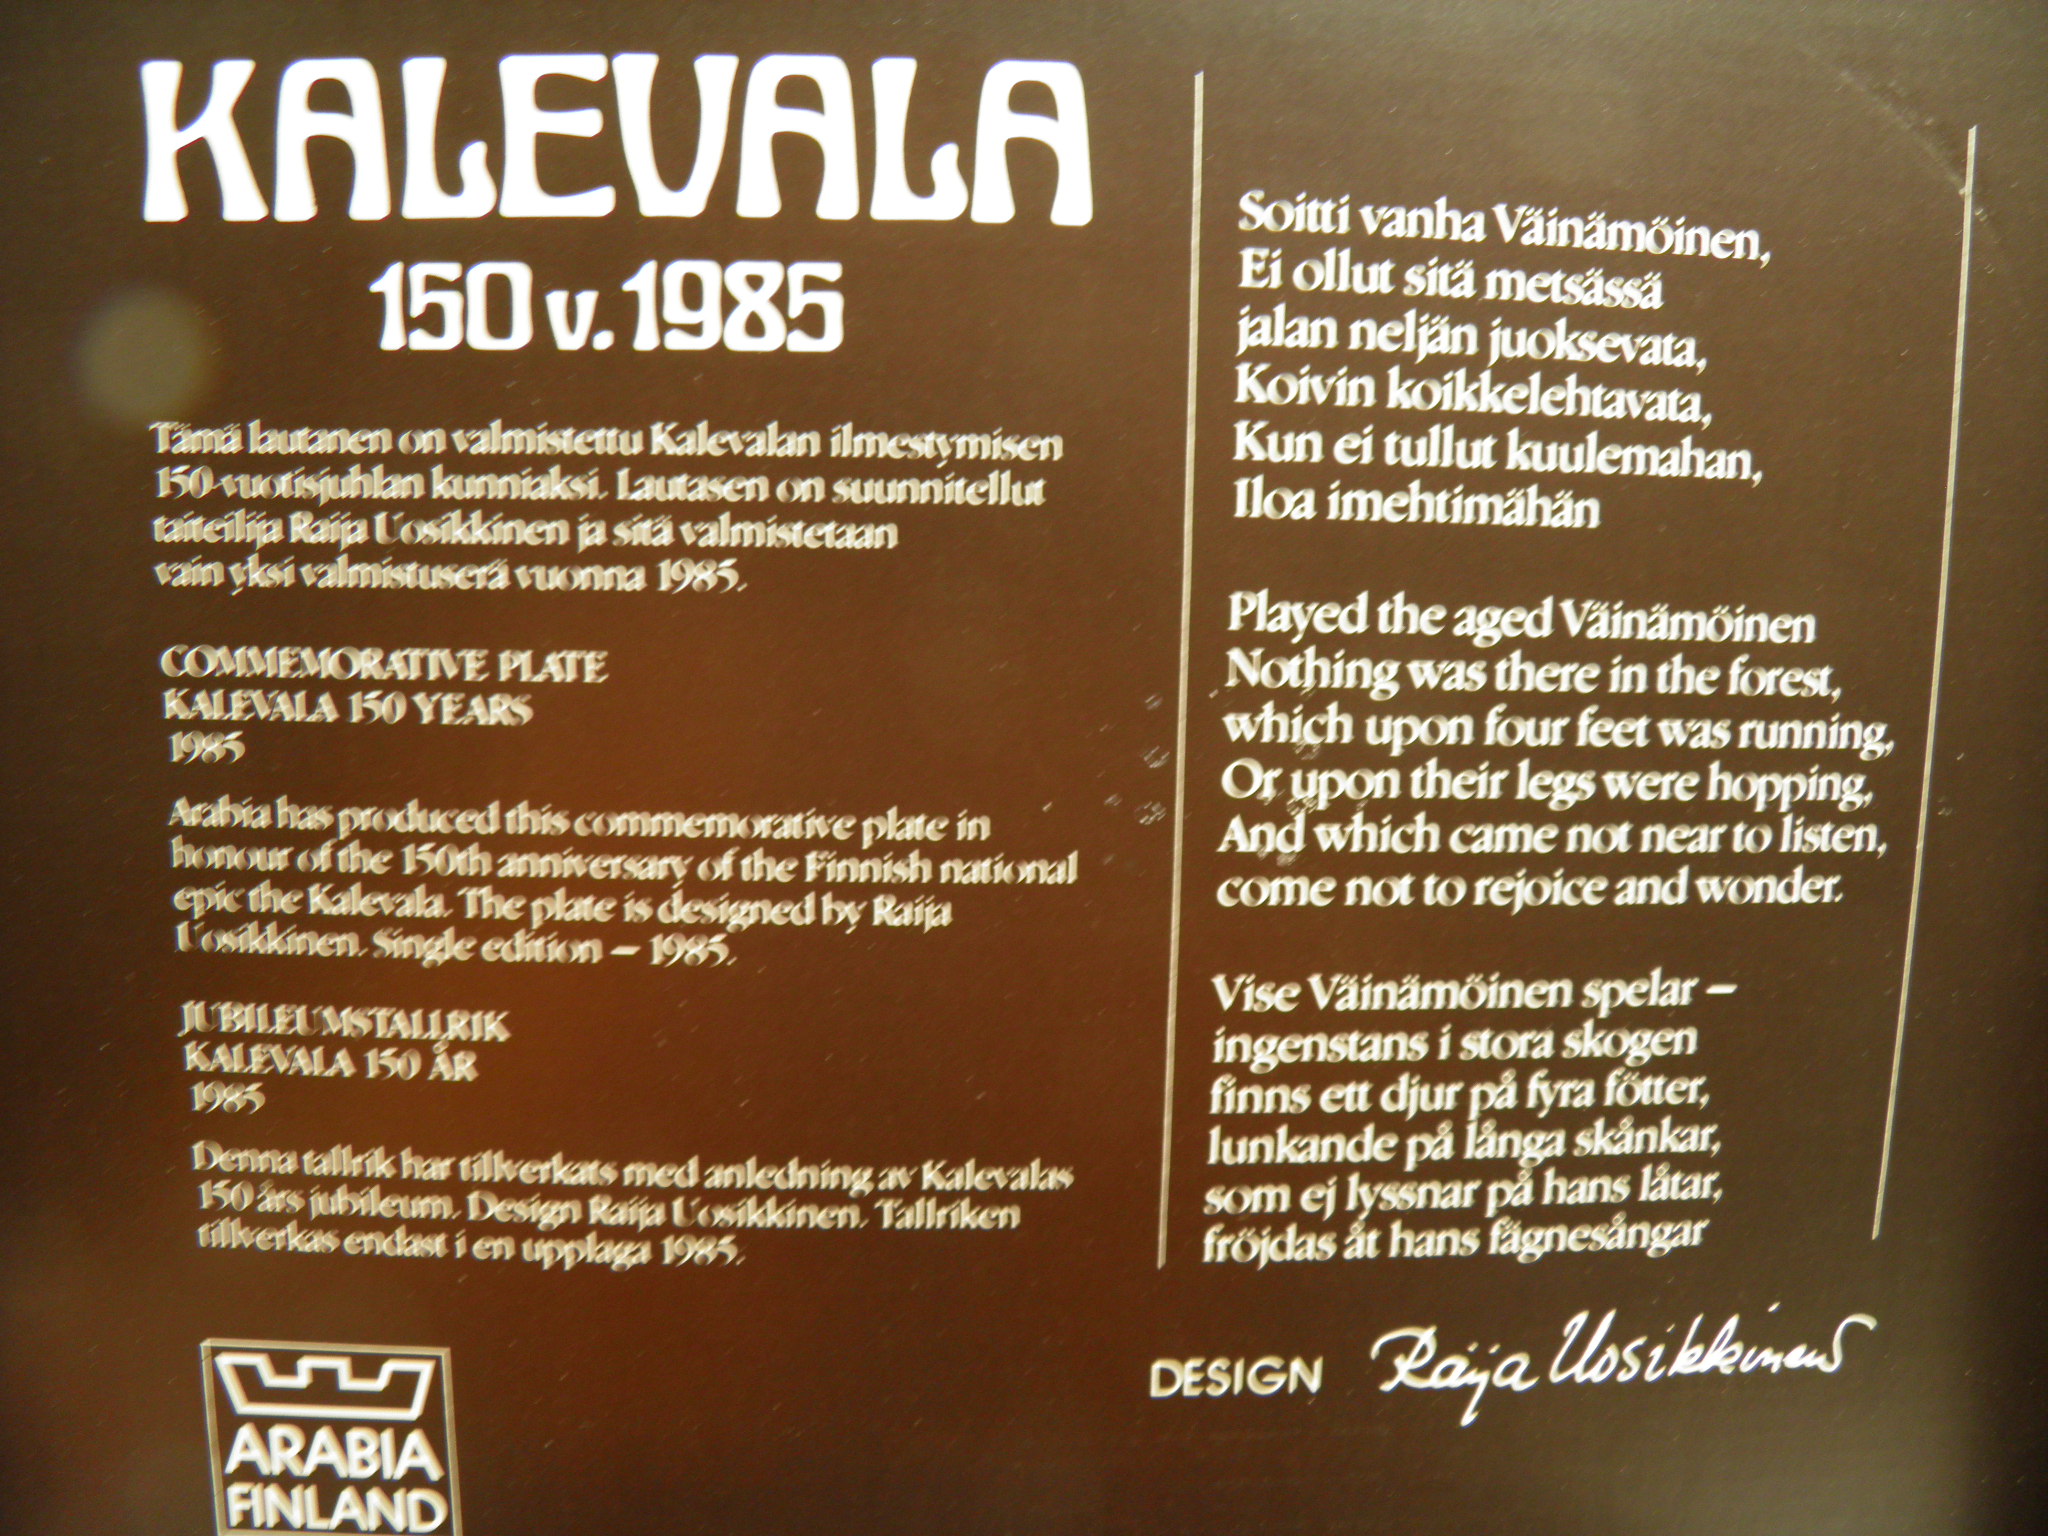 KALEVALA
150 v. 1985
Tämä lautanen on valmistettu Kalevalan ilmestymisen
150-vuotisjuhlan kunniaksi. Lautasen on suunnitellut
taiteilija Raija Uosikkinen ja sitä valmistetaan
vain yksi valmistuserä vuonna 1985.
COMMEMORATIVE PLATE
KALEVALA 150 YEARS
1985
Arabia has produced this commemorative plate in
honour of the 150th anniversary of the Finnish national
epic the Kalevala. The plate is designed by Raija
Uosikkinen. Single edition – 1985.
JUBILEUMSTALLRIK
KALEVALA 150 ÅR
1985
Denna tallrik har tillverkats med anledning av Kalevalas
150 års jubileum. Design Raija Uosikkinen. Tallriken
tillverkas endast i en upplaga 1985.
ARABIA
FINLAND
Soitti vanha Väinämöinen,
Ei ollut sitä metsässä
jalan neljän juoksevata,
Koivin koikkelehtavata,
Kun ei tullut kuulemahan,
Iloa imehtimähän
Played the aged Väinämöinen
Nothing was there in the forest,
which upon four feet was running,
Or upon their legs were hopping,
And which came not near to listen,
come not to rejoice and wonder.
Vise Väinämöinen spelar –
ingenstans i stora skogen
finns ett djur på fyra fötter,
lunkande på långa skånkar,
som ej lyssnar på hans låtar,
fröjdas åt hans fägnesångar
DESIGN Raija Uosikkinen